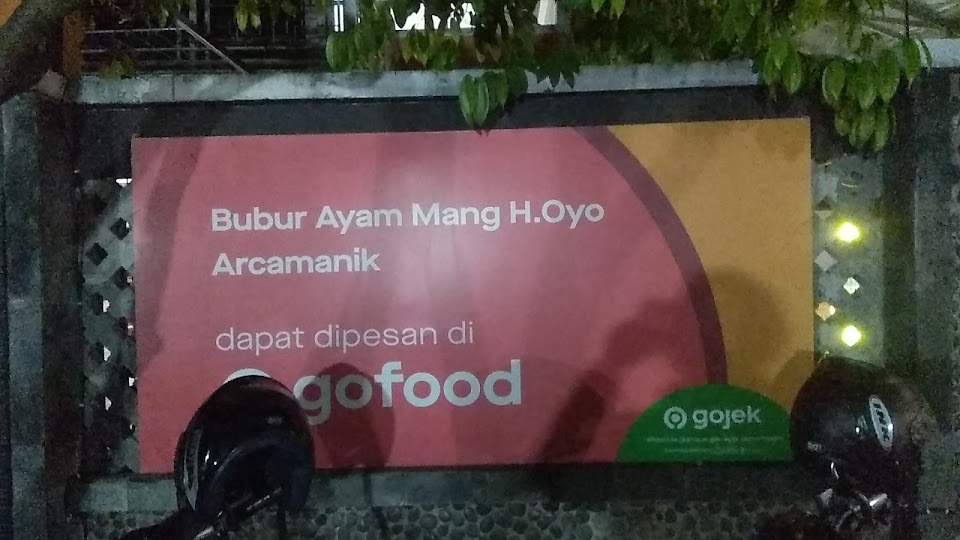 Bubur Ayam Mang H.Oyo
Arcamanik
dapat dipesan di
gofood
gojek